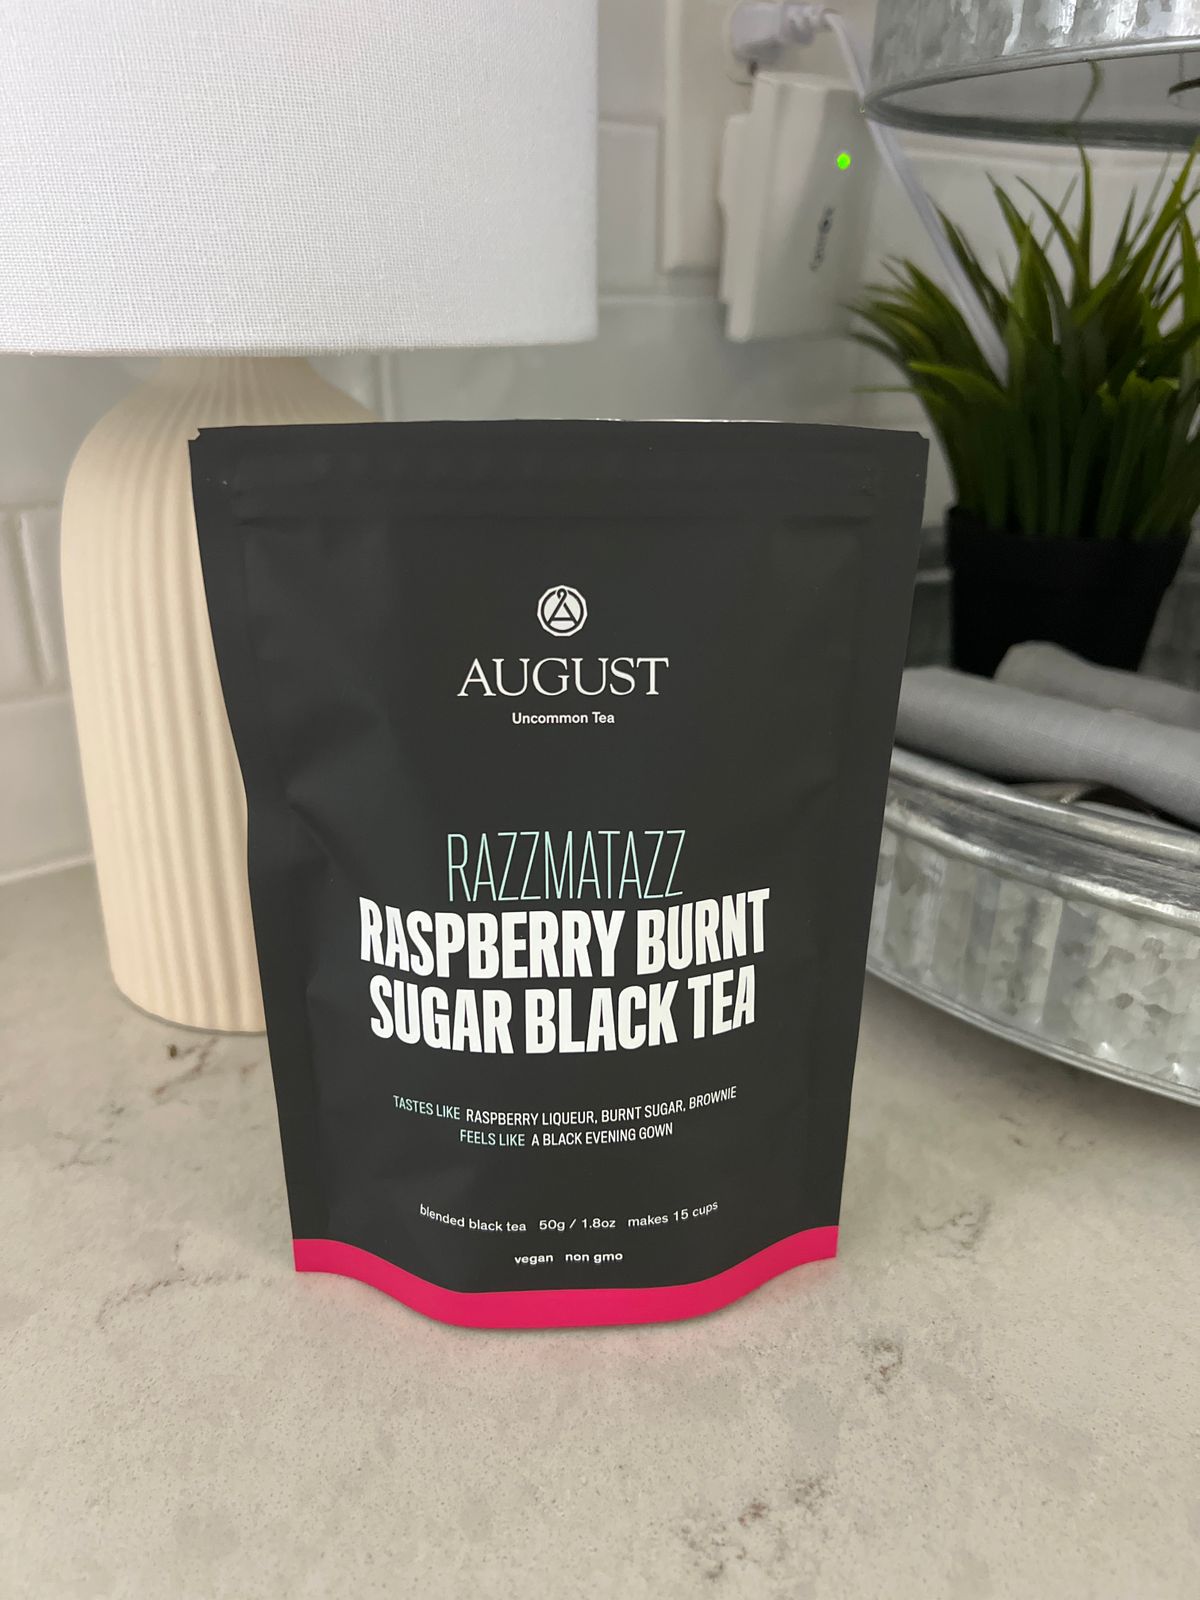 AUGUST
Uncommon Tea
RAZZMATAZZ
RASPBERRY BURNT
SUGAR BLACK TEA
TASTES LIKE RASPBERRY LIQUEUR, BURNT SUGAR, BROWNIE
FEELS LIKE A BLACK EVENING GOWN
blended black tea 50g / 1.8oz makes 15 cups
vegan non gmo